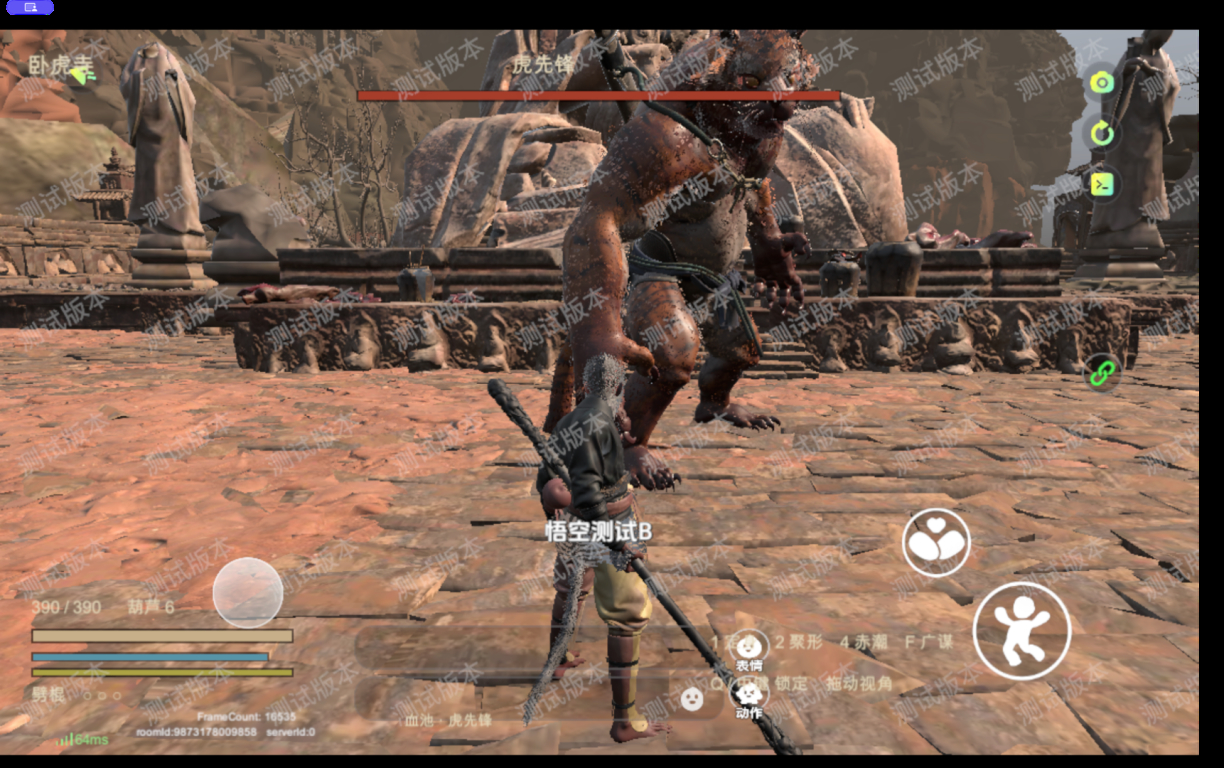 卧虎寺
虎先锋
悟空测试B
390 / 390 葫芦 6
2 聚形 4 赤潮 F 广谋
表情
锁定 拖动视角
劈棍
动作
血池·虎先锋
FrameCount: 16535
roomId:9873178009858 serverId:0
64ms
测试版本